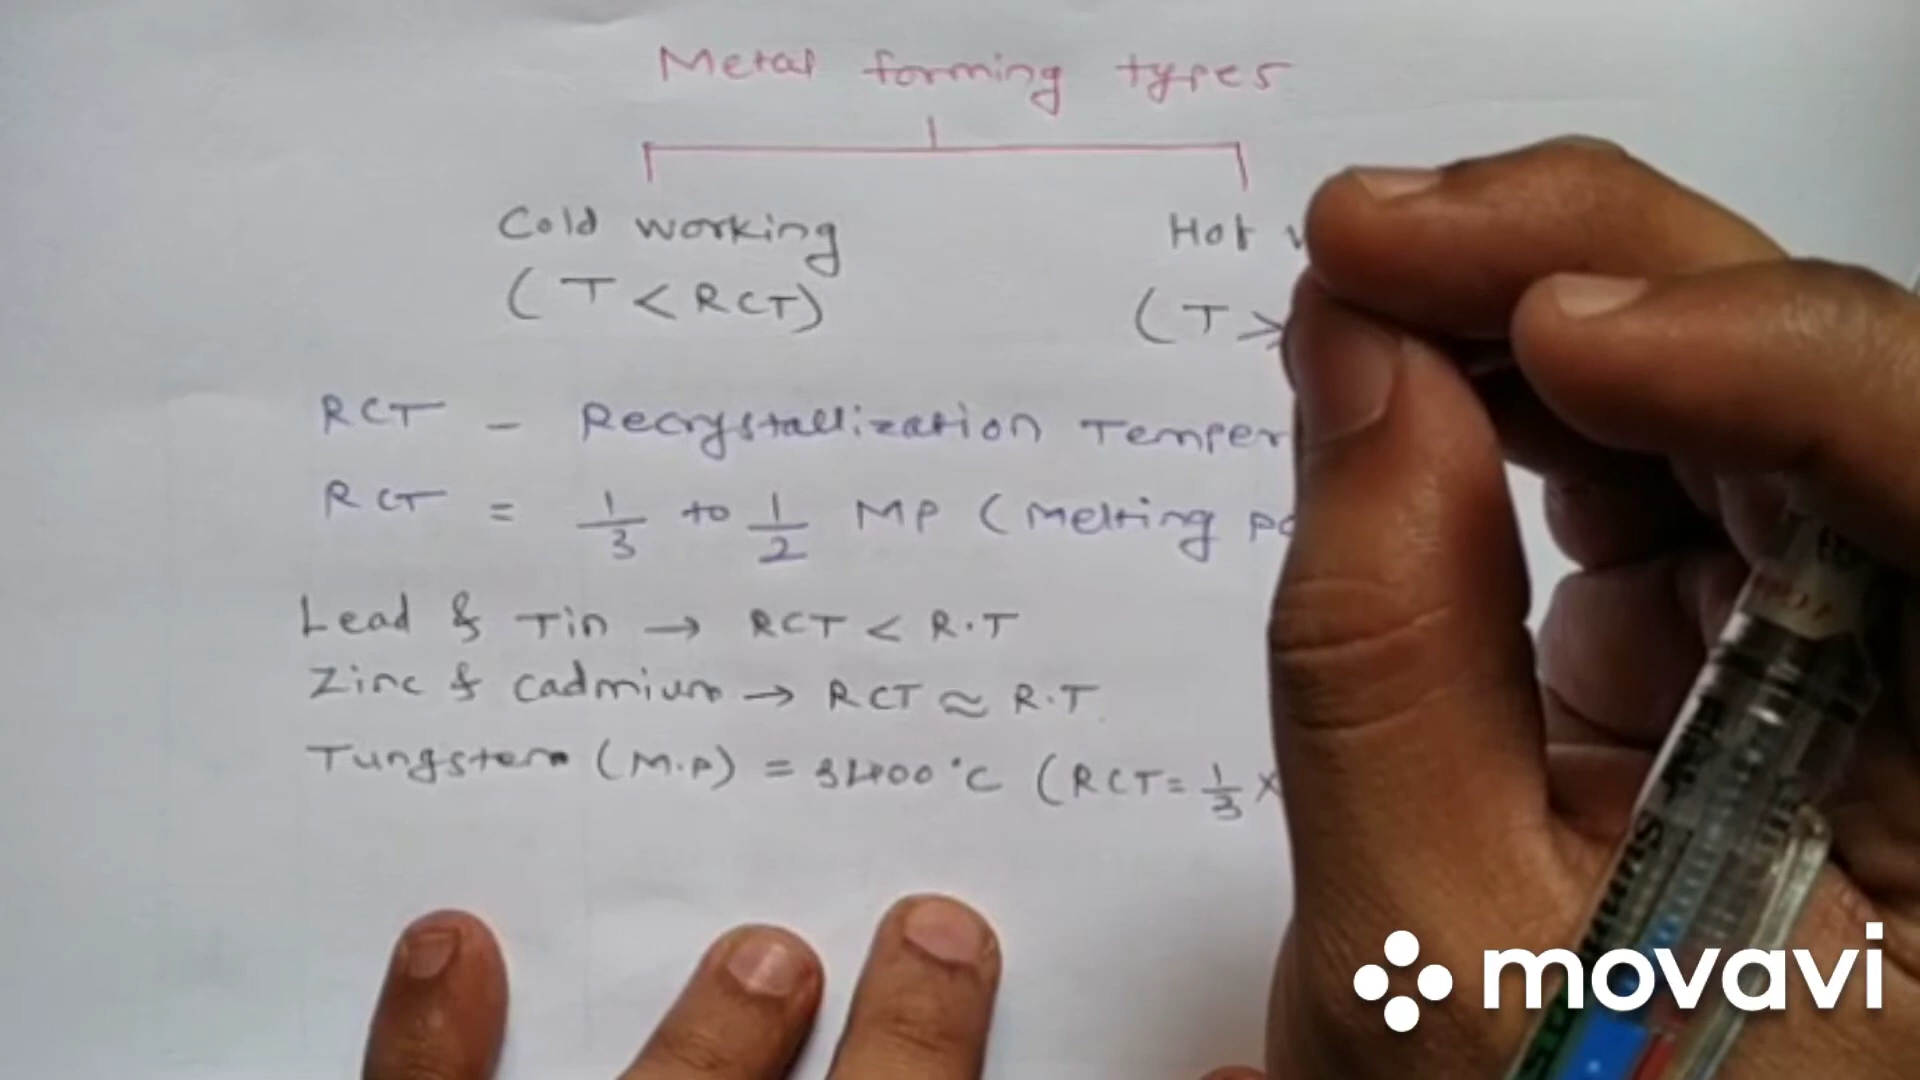 Metal forming types
Cold working
Hot
(T < RCT)
(T >
RCT - Recrystallization Temper
RCT = 1/3 to 1/2 MP (Melting po
Lead & Tin → RCT < R.T
Zinc & cadmium → RCT ≈ R.T
Tungsten (M.P) = 3400°C (RCT = 1/3 ×
movavi